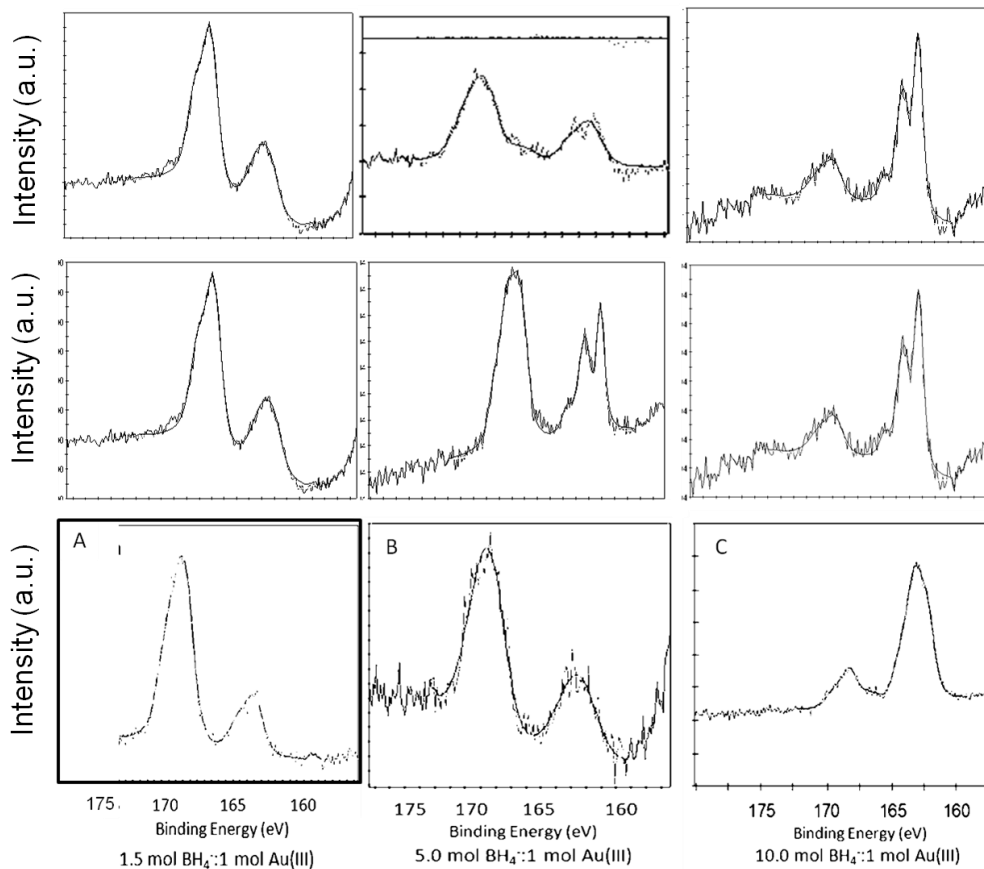 Intensity (a.u.)
Intensity (a.u.)
A
B
C
Intensity (a.u.)
175 170 165 160
175 170 165 160
175 170 165 160
Binding Energy (eV)
Binding Energy (eV)
Binding Energy (eV)
1.5 mol BH₄⁻:1 mol Au(III)
5.0 mol BH₄⁻:1 mol Au(III)
10.0 mol BH₄⁻:1 mol Au(III)